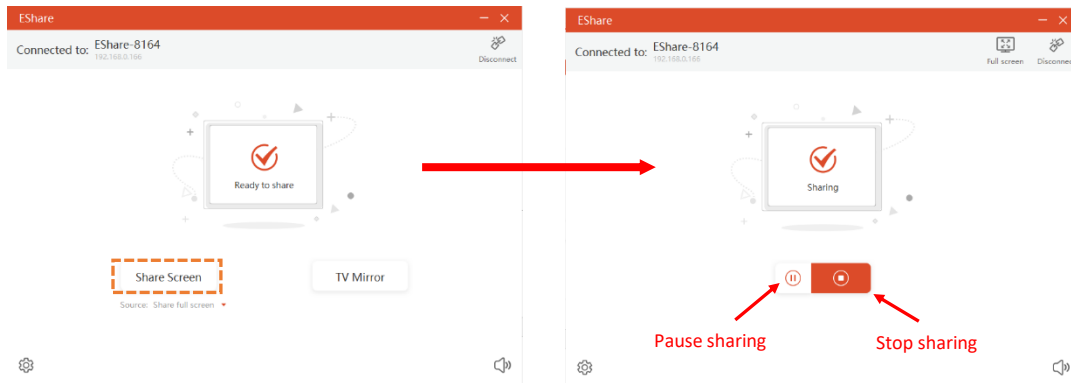 EShare
Connected to: EShare-8164
192.168.0.166
Disconnect
Ready to share
Share Screen
TV Mirror
Source: Share full screen
EShare
Connected to: EShare-8164
192.168.0.166
Full screen
Disconnec
Sharing
Pause sharing
Stop sharing